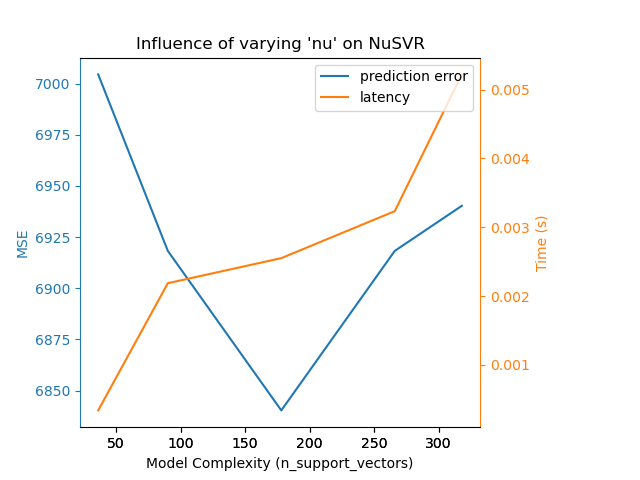 Influence of varying 'nu' on NuSVR
prediction error
latency
7000
6975
6950
6925
6900
6875
6850
MSE
0.005
0.004
0.003
0.002
0.001
Time (s)
50 100 150 200 250 300
Model Complexity (n_support_vectors)